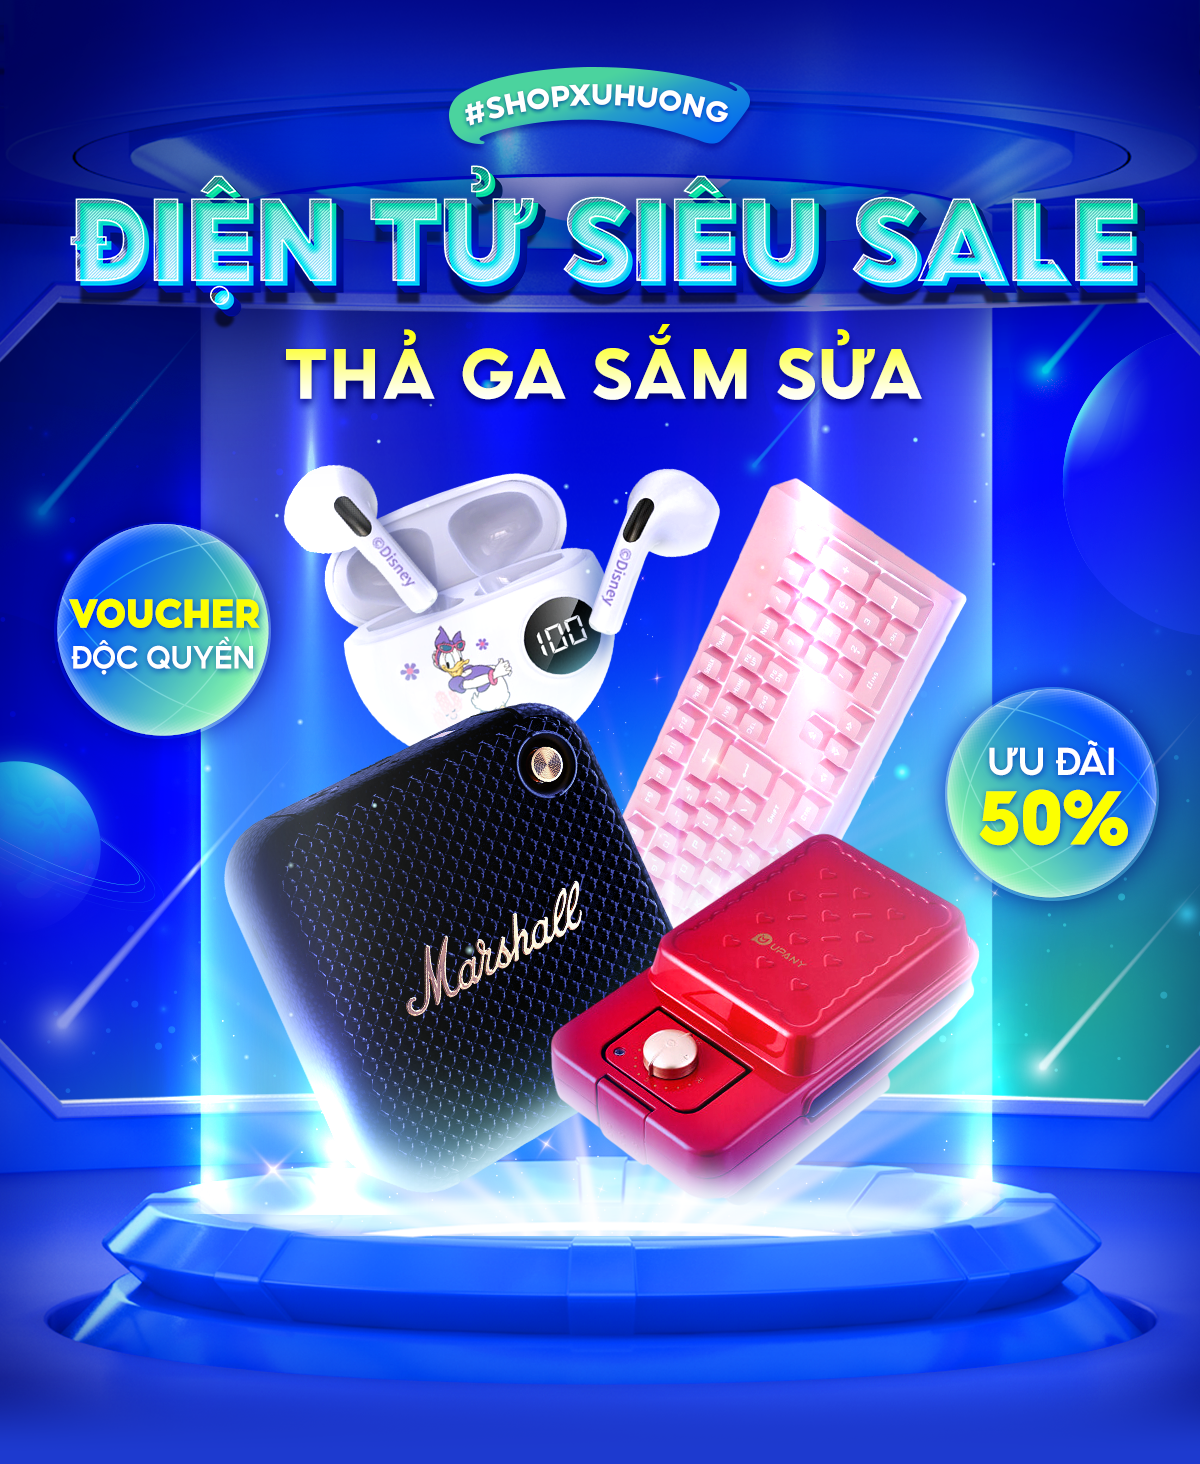 #SHOPXUHUONG
ĐIỆN TỬ SIÊU SALE
THẢ GA SẮM SỬA
©Disney
©Disney
100
VOUCHER
ĐỘC QUYỀN
ƯU ĐÃI
50%
Marshall
UPANY